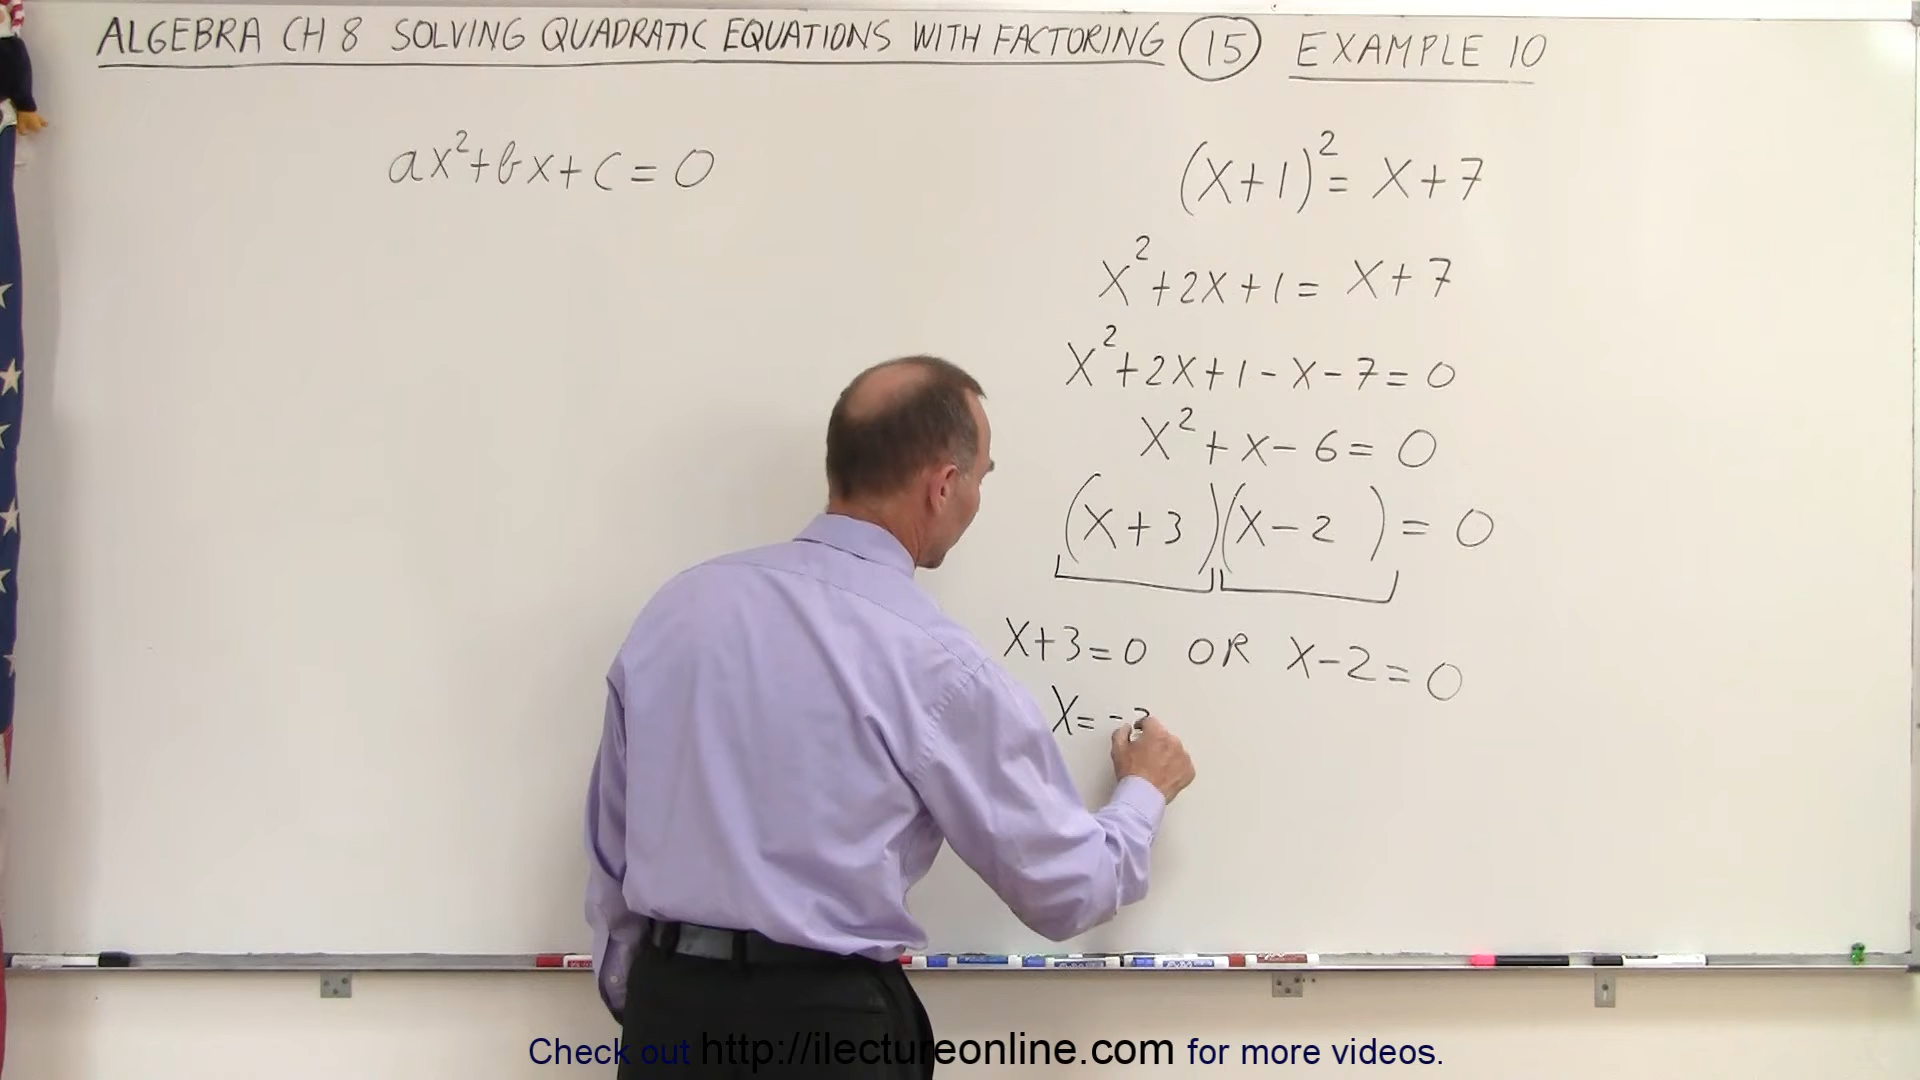 ALGEBRA CH 8 SOLVING QUADRATIC EQUATIONS WITH FACTORING 15 EXAMPLE 10
ax²+bx+c=0
(x+1)²=x+7
x²+2x+1=x+7
x²+2x+1-x-7=0
x²+x-6=0
(x+3)(x-2)=0
x+3=0 OR x-2=0
x=-3
Check out http://ilectureonline.com for more videos.